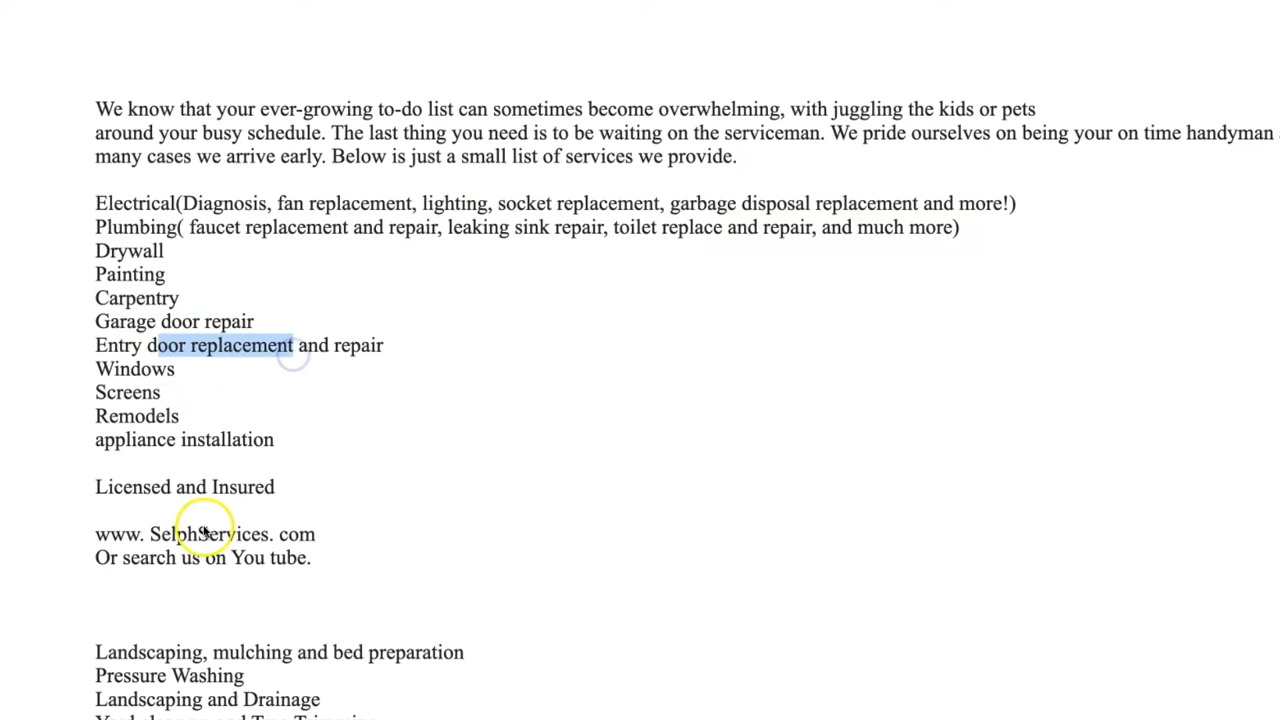 We know that your ever-growing to-do list can sometimes become overwhelming, with juggling the kids or pets
around your busy schedule. The last thing you need is to be waiting on the serviceman. We pride ourselves on being your on time handyman
many cases we arrive early. Below is just a small list of services we provide.
Electrical(Diagnosis, fan replacement, lighting, socket replacement, garbage disposal replacement and more!)
Plumbing( faucet replacement and repair, leaking sink repair, toilet replace and repair, and much more)
Drywall
Painting
Carpentry
Garage door repair
Entry door replacement and repair
Windows
Screens
Remodels
appliance installation
Licensed and Insured
www. SelphServices. com
Or search us on You tube.
Landscaping, mulching and bed preparation
Pressure Washing
Landscaping and Drainage